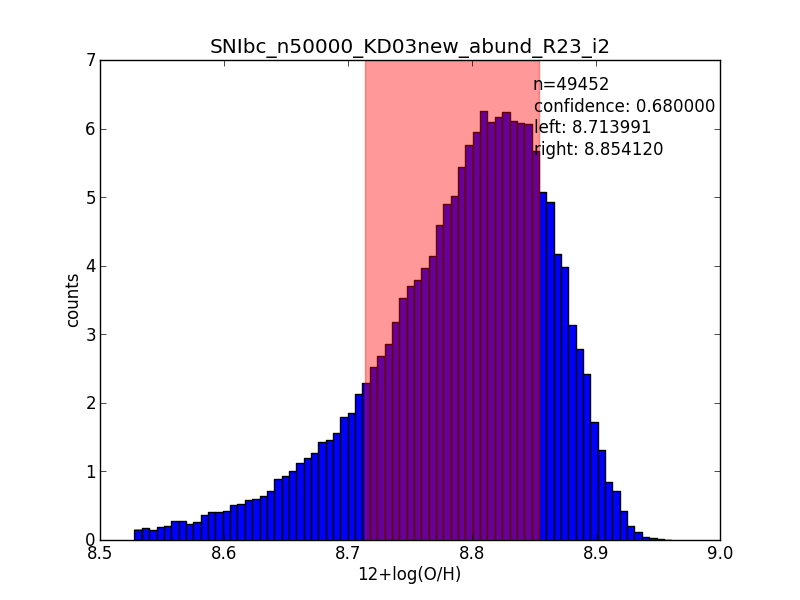 SNIbc_n50000_KD03new_abund_R23_i2
7
6
5
4
3
2
1
0
counts
n=49452
confidence: 0.680000
left: 8.713991
right: 8.854120
8.5 8.6 8.7 8.8 8.9 9.0
12+log(O/H)